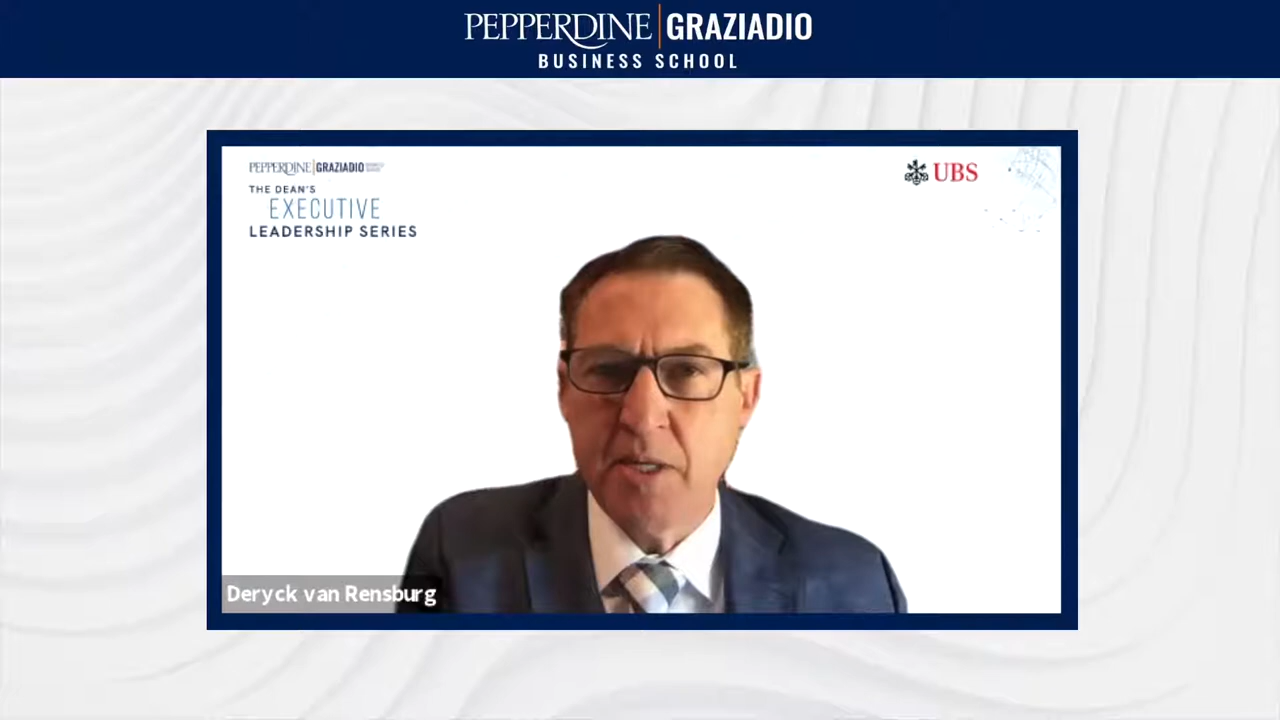 PEPPERDINE | GRAZIADIO
BUSINESS SCHOOL
PEPPERDINE | GRAZIADIO
THE DEAN'S
EXECUTIVE
LEADERSHIP SERIES
UBS
Deryck van Rensburg